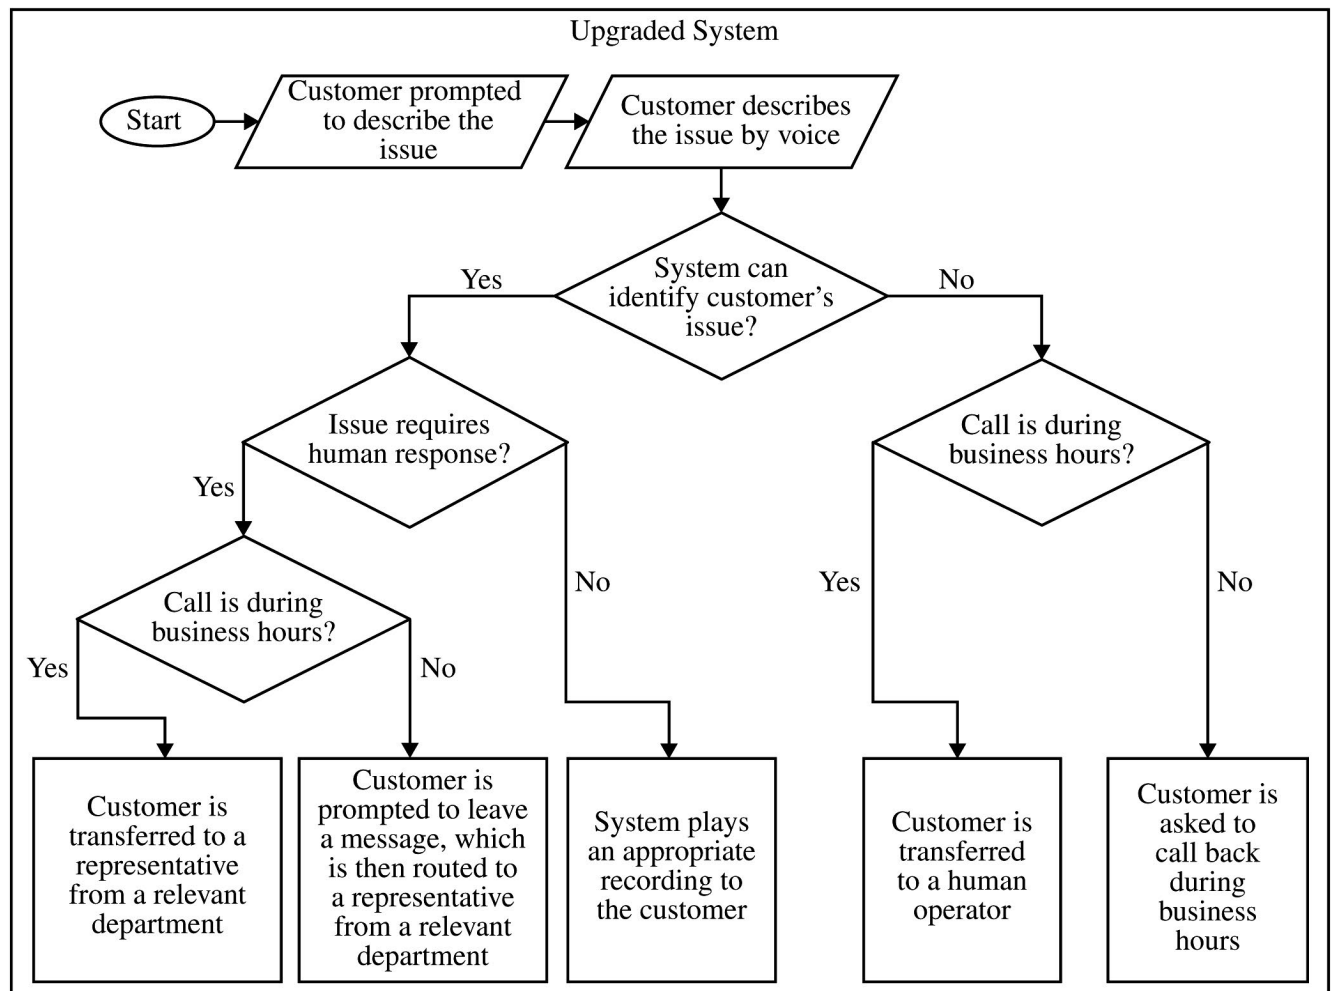 Upgraded System
Start
Customer prompted
to describe the
issue
Customer describes
the issue by voice
System can
identify customer's
issue?
Yes
No
Issue requires
human response?
Call is during
business hours?
Yes
No
Yes
No
Call is during
business hours?
Yes
No
Customer is
transferred to a
representative
from a relevant
department
Customer is
prompted to leave
a message, which
is then routed to
a representative
from a relevant
department
System plays
an appropriate
recording to
the customer
Customer is
transferred
to a human
operator
Customer is
asked to
call back
during
business
hours